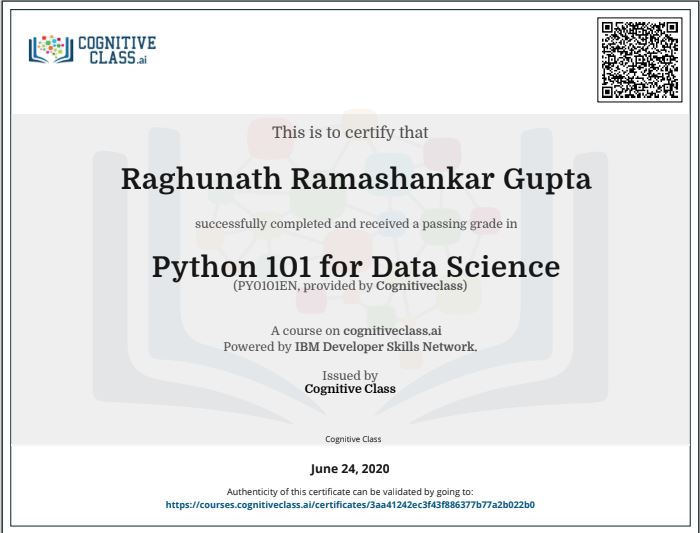 COGNITIVE
CLASS.ai
This is to certify that
Raghunath Ramashankar Gupta
successfully completed and received a passing grade in
Python 101 for Data Science
(PY0101EN, provided by Cognitiveclass)
A course on cognitiveclass.ai
Powered by IBM Developer Skills Network.
Issued by
Cognitive Class
Cognitive Class
June 24, 2020
Authenticity of this certificate can be validated by going to:
https://courses.cognitiveclass.ai/certificates/3aa41242ec3f43f886377b77a2b022b0